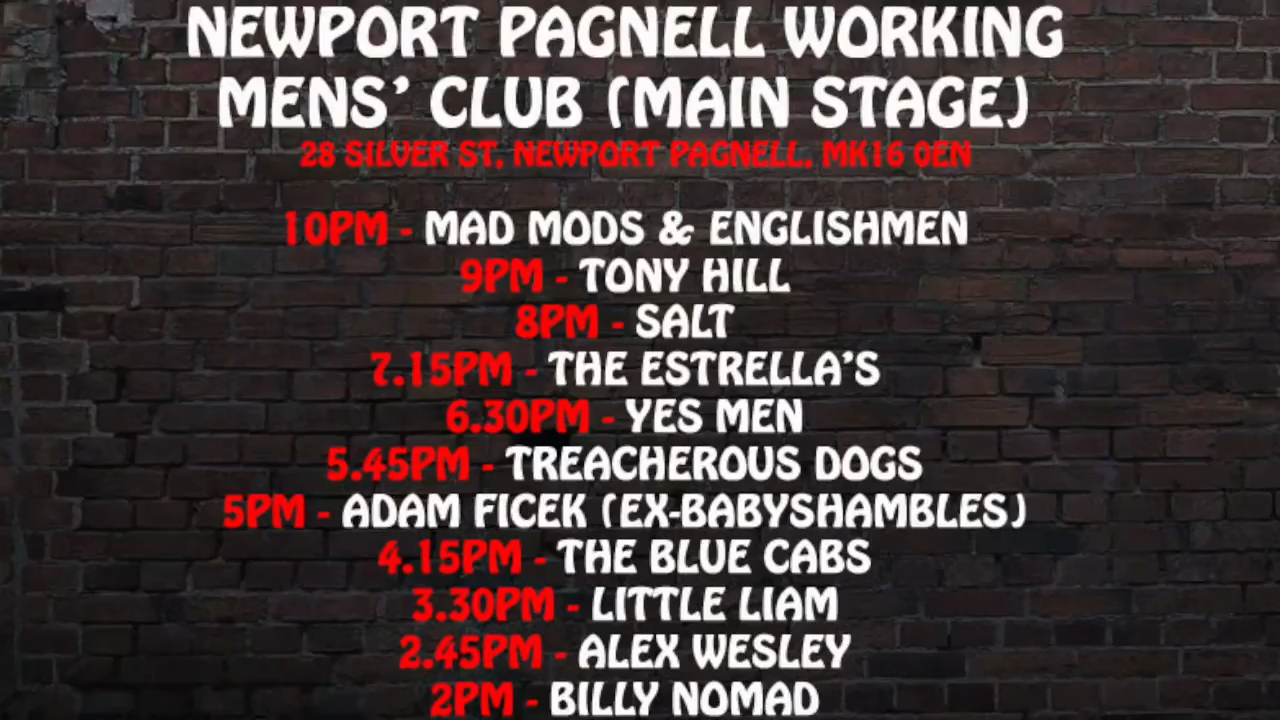 NEWPORT PAGNELL WORKING
MENS' CLUB (MAIN STAGE)
28 SILVER ST, NEWPORT PAGNELL, MK16 0EN
10PM - MAD MODS & ENGLISHMEN
9PM - TONY HILL
8PM - SALT
7.15PM - THE ESTRELLA'S
6.30PM - YES MEN
5.45PM - TREACHEROUS DOGS
5PM - ADAM FICEK (EX-BABYSHAMBLES)
4.15PM - THE BLUE CABS
3.30PM - LITTLE LIAM
2.45PM - ALEX WESLEY
2PM - BILLY NOMAD